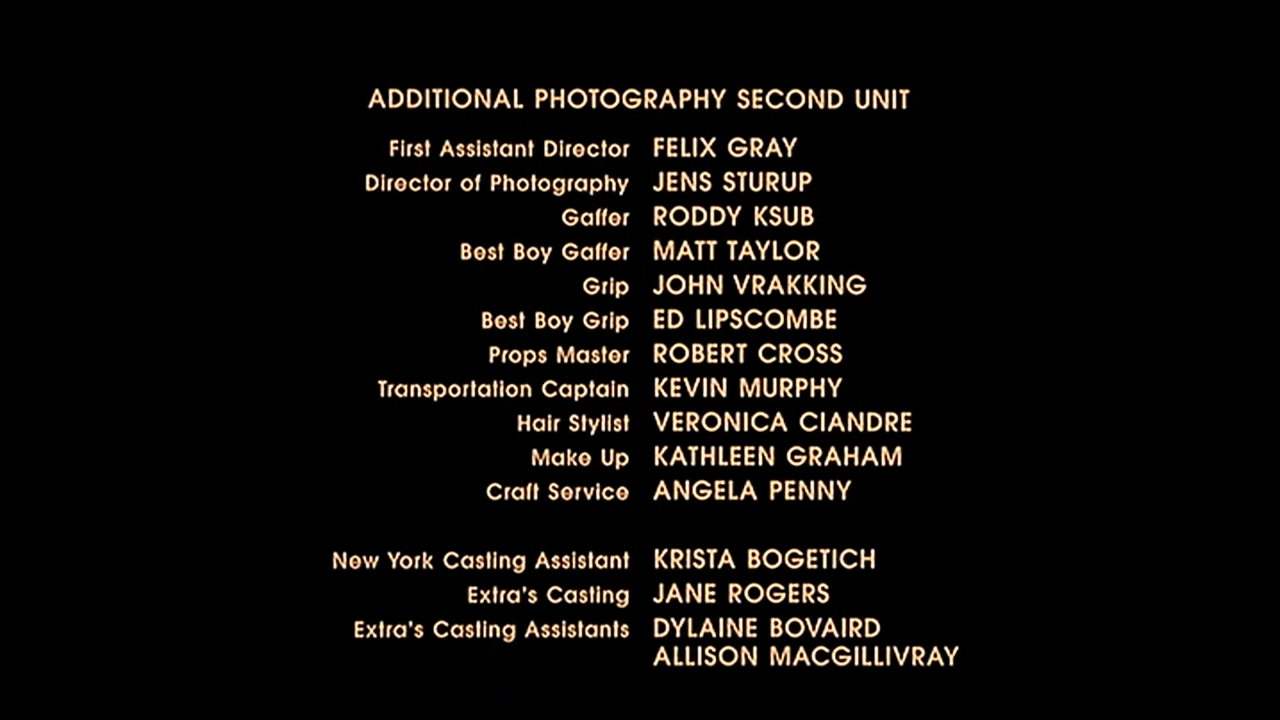 ADDITIONAL PHOTOGRAPHY SECOND UNIT
First Assistant Director FELIX GRAY
Director of Photography JENS STURUP
Gaffer RODDY KSUB
Best Boy Gaffer MATT TAYLOR
Grip JOHN VRAKKING
Best Boy Grip ED LIPSCOMBE
Props Master ROBERT CROSS
Transportation Captain KEVIN MURPHY
Hair Stylist VERONICA CIANDRE
Make Up KATHLEEN GRAHAM
Craft Service ANGELA PENNY
New York Casting Assistant KRISTA BOGETICH
Extra's Casting JANE ROGERS
Extra's Casting Assistants DYLAINE BOVAIRD
ALLISON MACGILLIVRAY